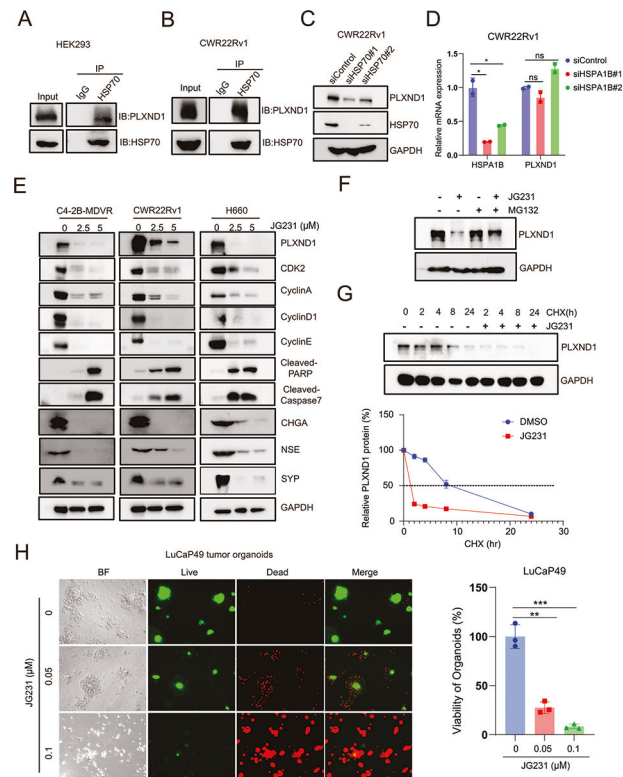 A
HEK293
IP
Input
IgG
HSP70
IB:PLXND1
IB:HSP70
B
CWR22Rv1
IP
Input
IgG
HSP70
IB:PLXND1
IB:HSP70
C
CWR22Rv1
siControl
siHSP70#1
siHSP70#2
PLXND1
HSP70
GAPDH
D
CWR22Rv1
Relative mRNA expression
1.5
1.0
0.5
0.0
*
*
ns
ns
HSPA1B
PLXND1
siControl
siHSPA1B#1
siHSPA1B#2
E
C4-2B-MDVR
CWR22Rv1
H660
0 2.5 5 0 2.5 5 0 2.5 5 JG231 (μM)
PLXND1
CDK2
CyclinA
CyclinD1
CyclinE
Cleaved-
PARP
Cleaved-
Caspase7
CHGA
NSE
SYP
GAPDH
F
- + - + JG231
- - + + MG132
PLXND1
GAPDH
G
0 2 4 8 24 2 4 8 24 CHX(h)
- - - - - + + + + JG231
PLXND1
GAPDH
Relative PLXND1 protein (%)
150
100
50
0
0 10 20 30
CHX (hr)
DMSO
JG231
H
LuCaP49 tumor organoids
BF Live Dead Merge
JG231 (μM)
0
0.05
0.1
LuCaP49
Viability of Organoids (%)
150
100
50
0
***
**
0 0.05 0.1
JG231 (μM)